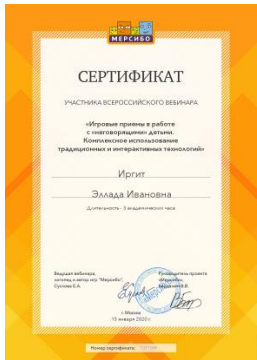 МЕРСИБО
СЕРТИФИКАТ
УЧАСТНИКА ВСЕРОССИЙСКОГО ВЕБИНАРА
«Игровые приемы в работе
с «неговорящими» детьми.
Комплексное использование
традиционных и интерактивных технологий»
Иргит
Эллада Ивановна
Длительность - 3 академических часа
Ведущая вебинара,
логопед и автор игр "Мерсибо",
Суслова Е.А.
Руководитель проекта
«Мерсибо»,
г. Москва
15 января 2020 г.
Номер сертификата: